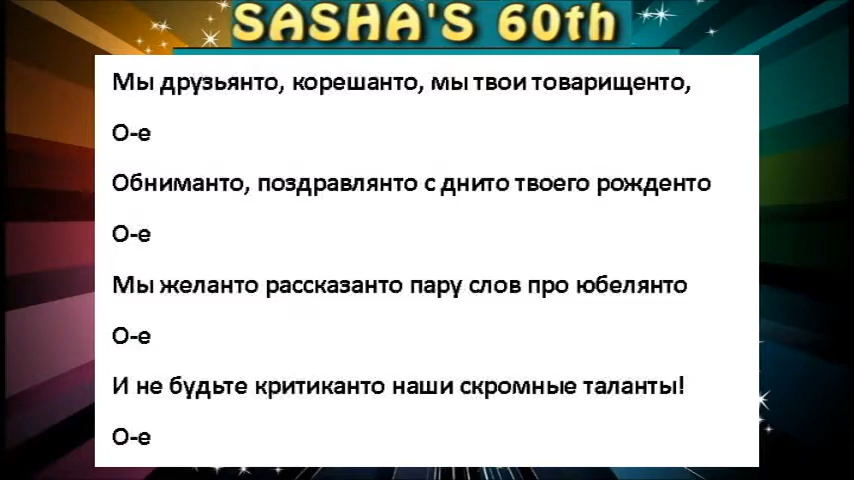 SASHA'S 60th
Мы друзьянто, корешанто, мы твои товарищенто,
О-е
Обниманто, поздравлянто с днито твоего рожденто
О-е
Мы желанто рассказанто пару слов про юбелянто
О-е
И не будьте критиканто наши скромные таланты!
О-е